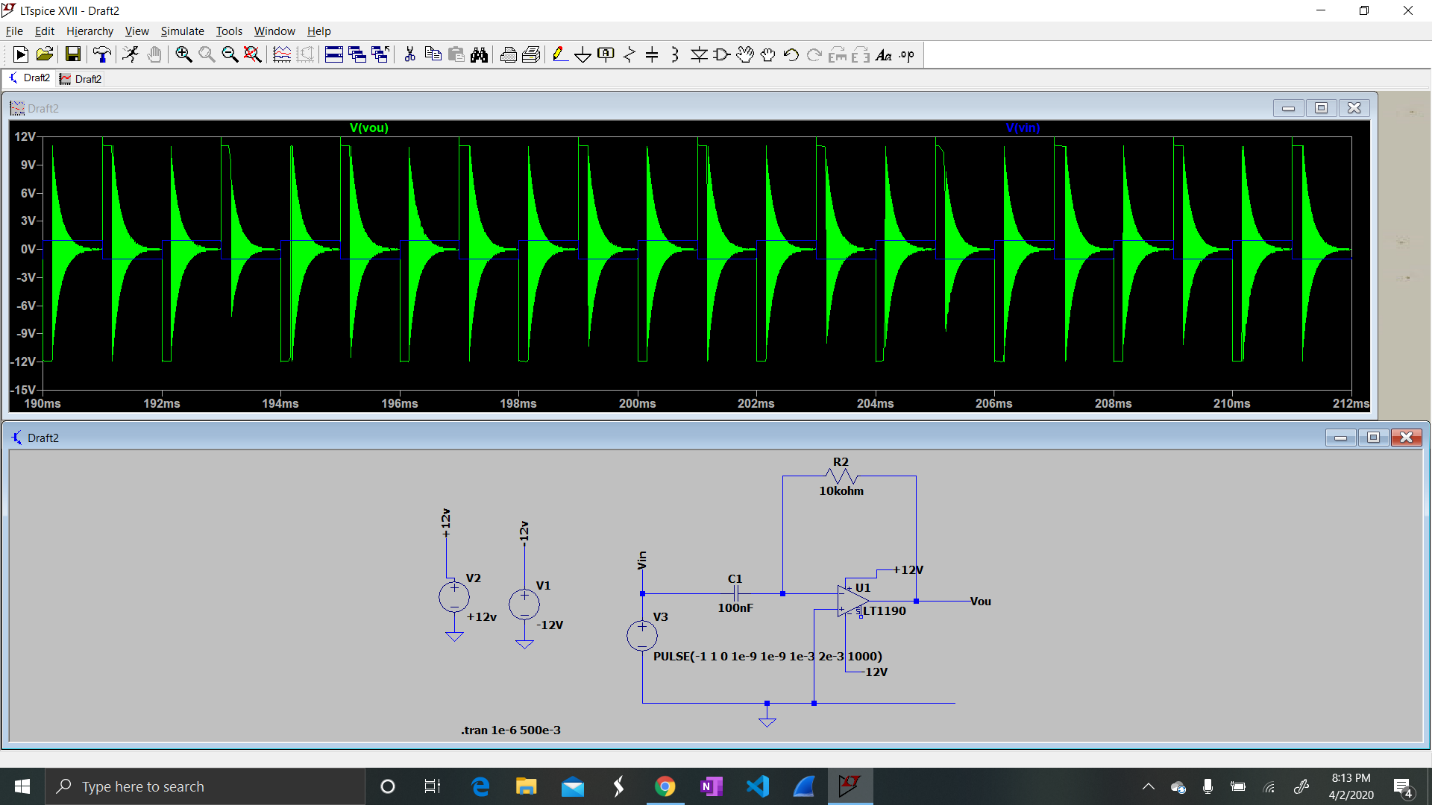 LTspice XVII - Draft2
File Edit Hierarchy View Simulate Tools Window Help
Draft2 Draft2
Draft2
V(vou) V(vin)
12V
9V
6V
3V
0V
-3V
-6V
-9V
-12V
-15V
190ms 192ms 194ms 196ms 198ms 200ms 202ms 204ms 206ms 208ms 210ms 212ms
Draft2
R2
10kohm
+12v
-12v
Vin
V2
+12v
V1
-12V
C1
100nF
+12V
U1
LT1190
Vou
V3
PULSE(-1 1 0 1e-9 1e-9 1e-3 2e-3 1000)
-12V
.tran 1e-6 500e-3
Type here to search
8:13 PM
4/2/2020
4